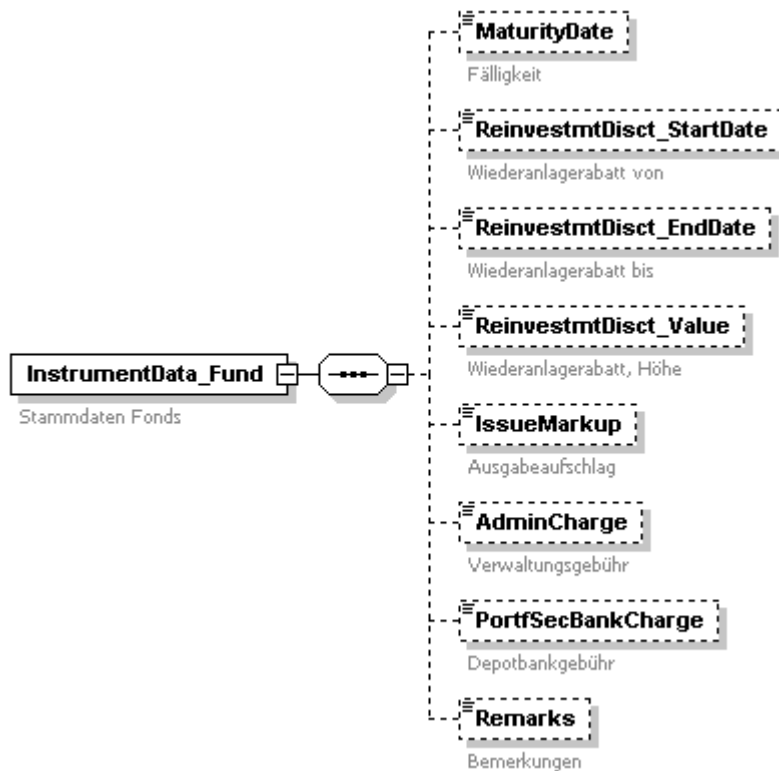 MaturityDate
Fälligkeit
ReinvestmtDisct_StartDate
Wiederanlagerabatt von
ReinvestmtDisct_EndDate
Wiederanlagerabatt bis
ReinvestmtDisct_Value
Wiederanlagerabatt, Höhe
InstrumentData_Fund
Stammdaten Fonds
IssueMarkup
Ausgabeaufschlag
AdminCharge
Verwaltungsgebühr
PortfSecBankCharge
Depotbankgebühr
Remarks
Bemerkungen